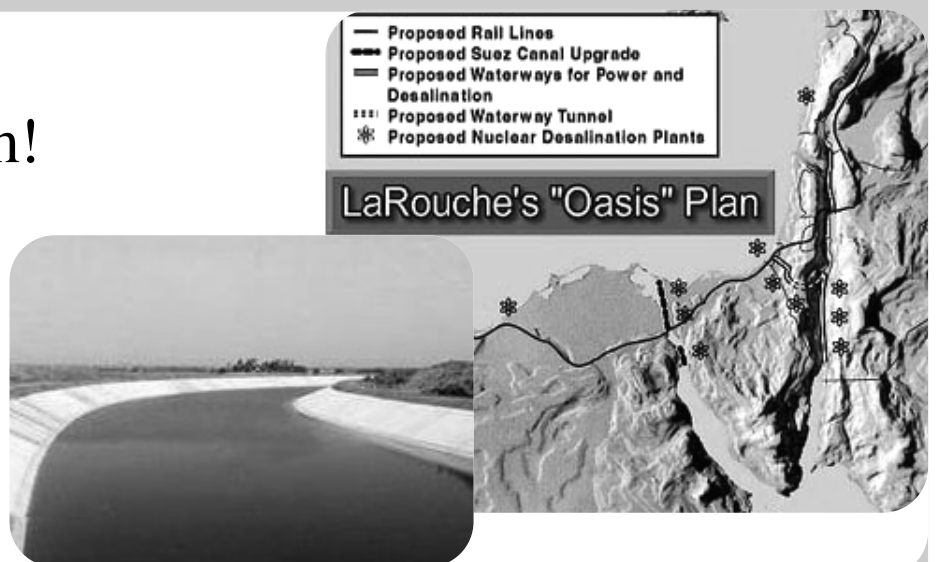 Proposed Rail Lines
Proposed Suez Canal Upgrade
Proposed Waterways for Power and
Desalination
Proposed Waterway Tunnel
Proposed Nuclear Desalination Plants
LaRouche's "Oasis" Plan